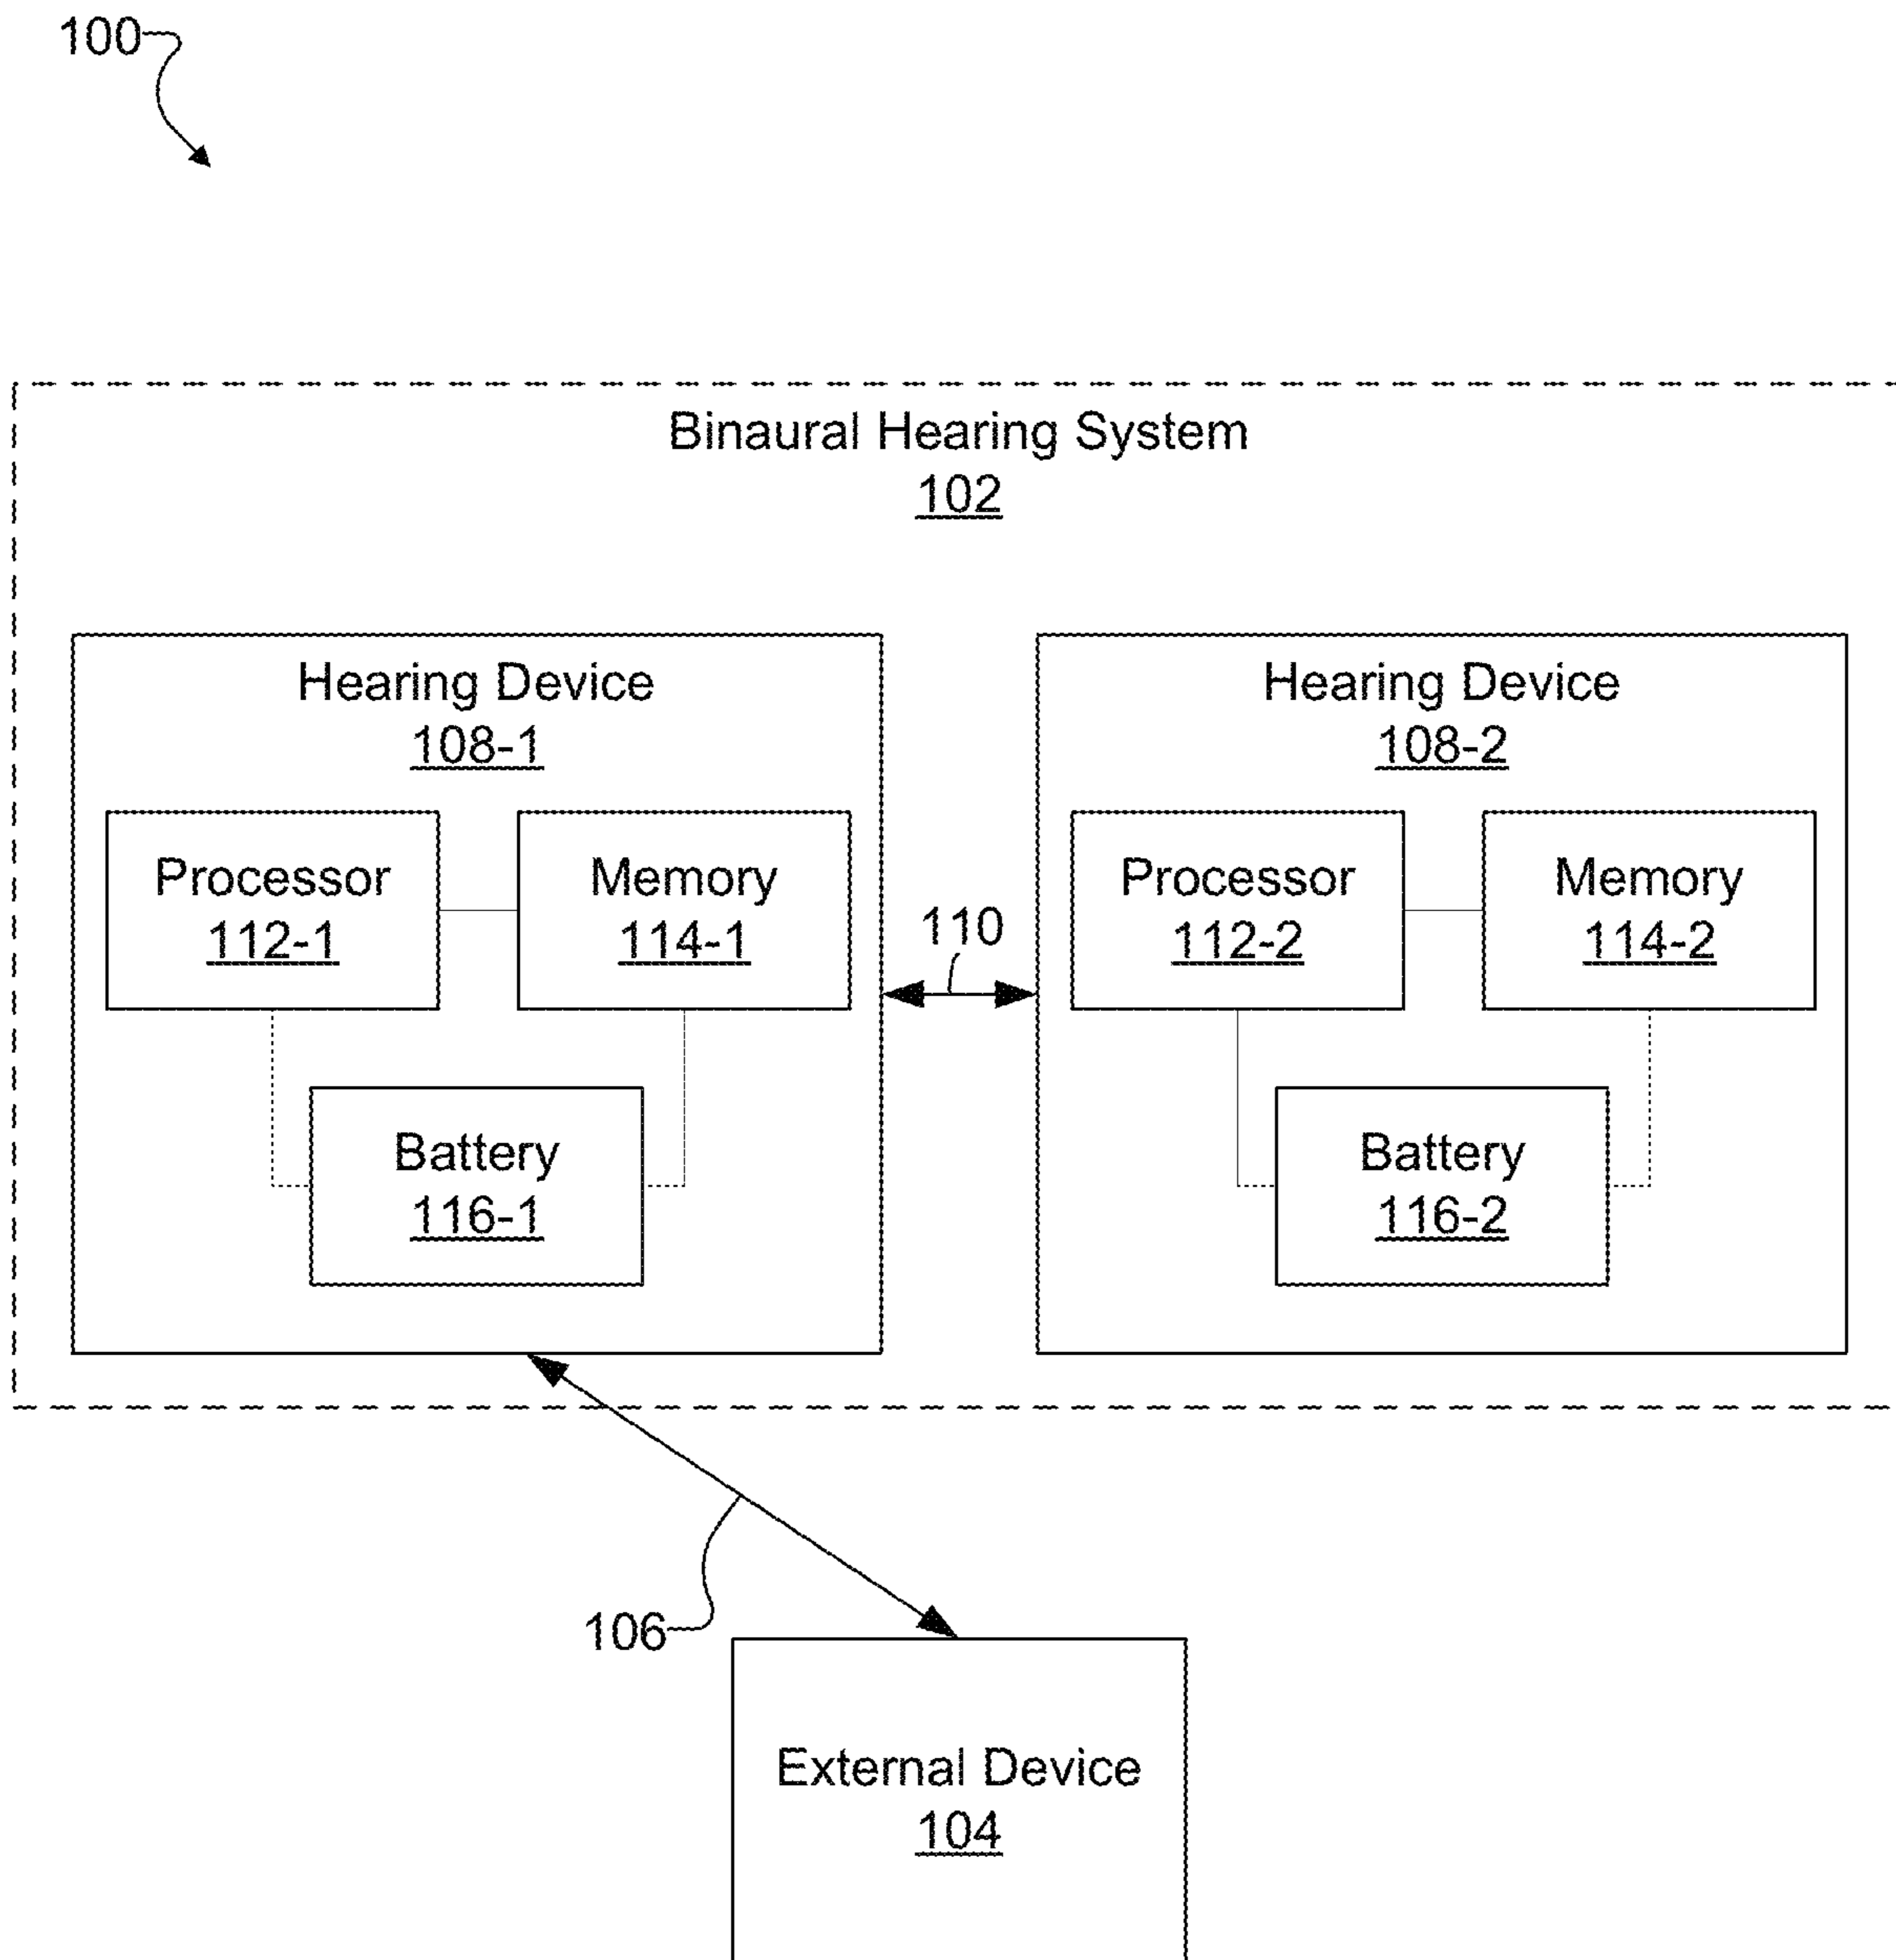 100
Binaural Hearing System
102
Hearing Device
108-1
Hearing Device
108-2
Processor
112-1
Memory
114-1
110
Processor
112-2
Memory
114-2
Battery
116-1
Battery
116-2
106
External Device
104